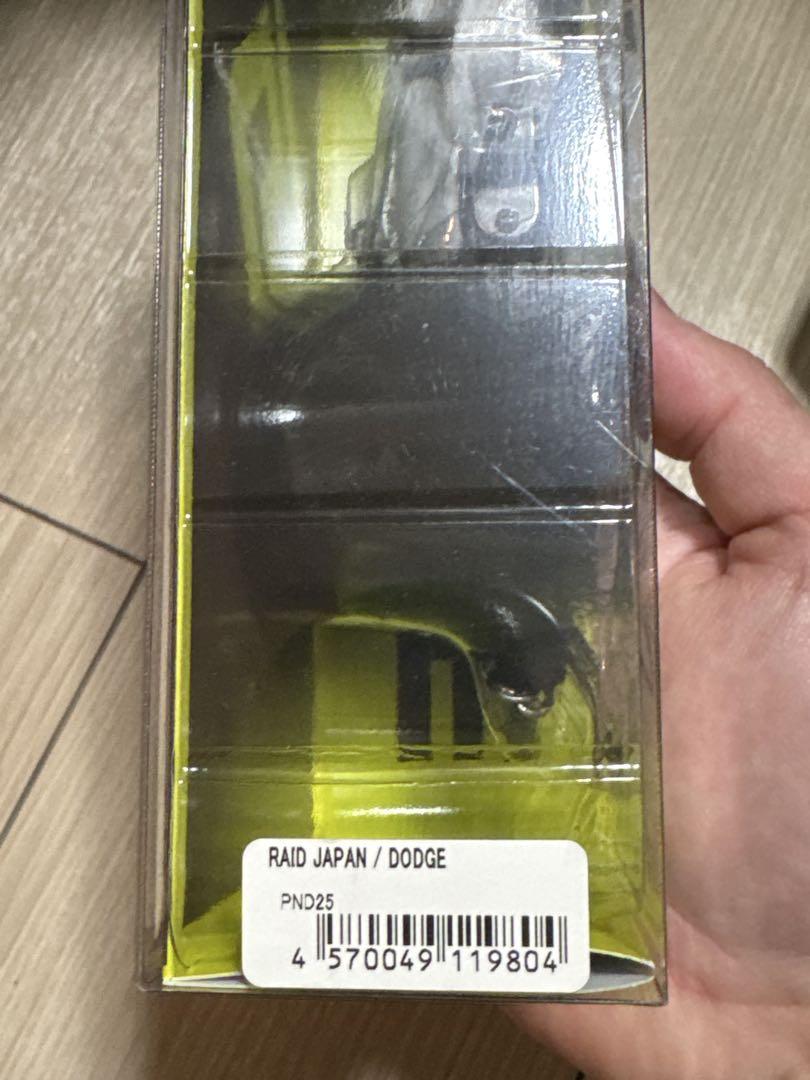 RAID JAPAN / DODGE
PND25
4 570049 119804